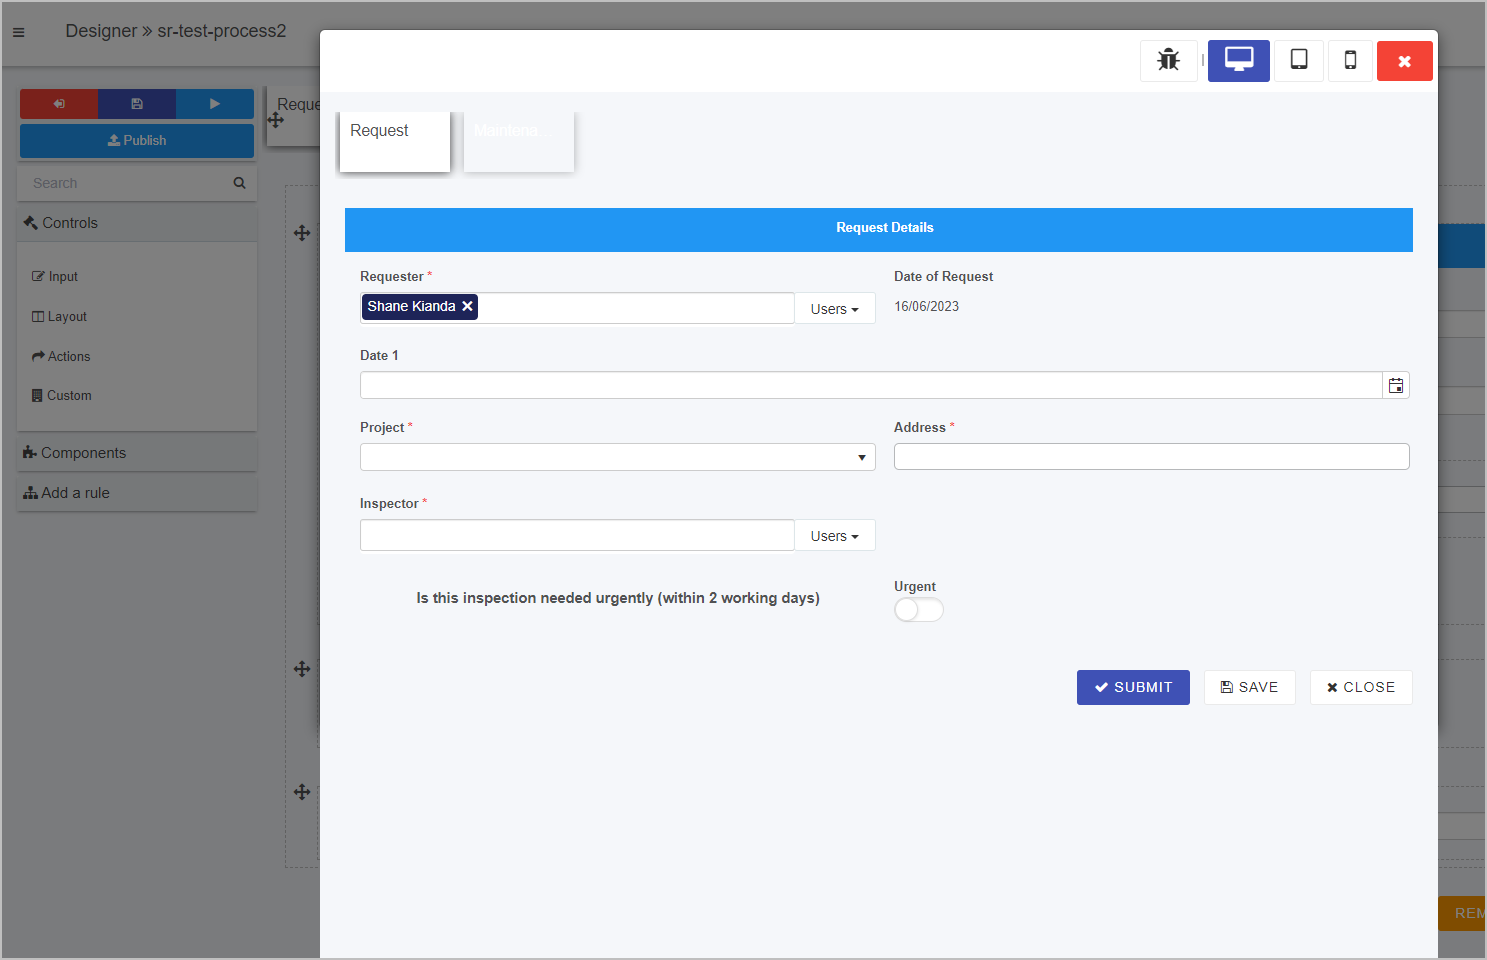 Designer » sr-test-process2
Reque
Publish
Search
Controls
Input
Layout
Actions
Custom
Components
Add a rule
Request
Maintena...
Request Details
Requester *
Date of Request
Shane Kianda
Users
16/06/2023
Date 1
Project *
Address *
Inspector *
Users
Is this inspection needed urgently (within 2 working days)
Urgent
SUBMIT
SAVE
CLOSE
REM